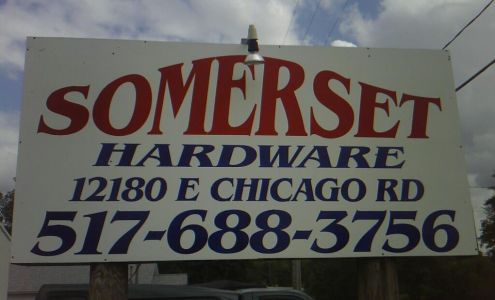 SOMERSET
HARDWARE
12180 E CHICAGO RD
517-688-3756